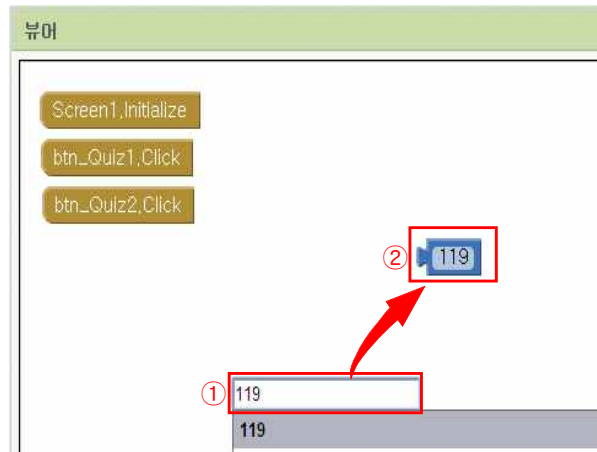 뷰어
Screen1.Initialize
btn_Quiz1.Click
btn_Quiz2.Click
② 119
① 119
119